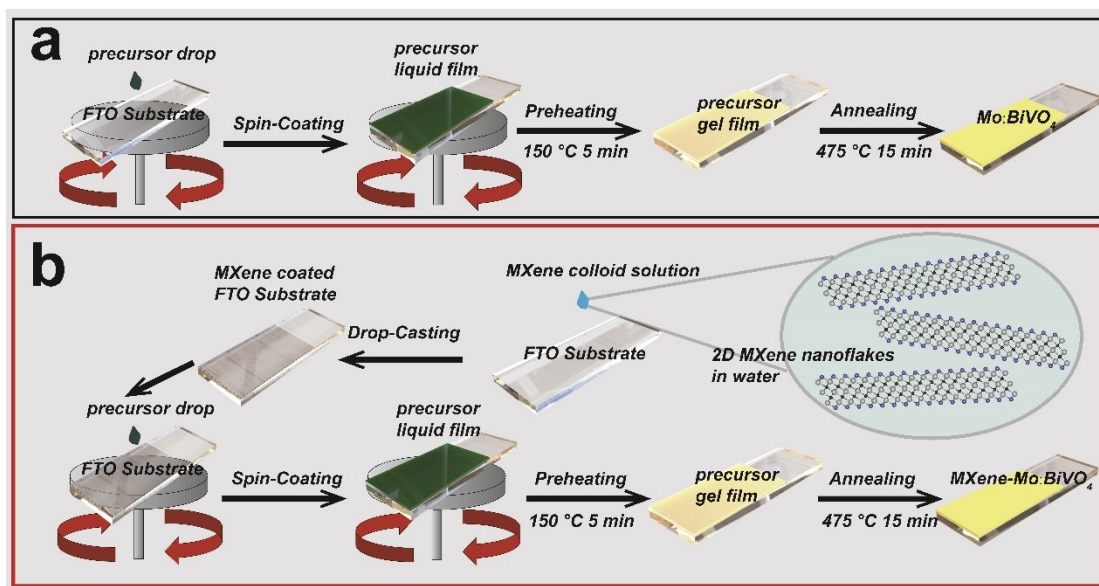 a
precursor drop
FTO Substrate
Spin-Coating
precursor
liquid film
Preheating
150 °C 5 min
precursor
gel film
Annealing
475 °C 15 min
Mo:BiVO₄
b
MXene coated
FTO Substrate
Drop-Casting
MXene colloid solution
FTO Substrate
2D MXene nanoflakes
in water
precursor drop
FTO Substrate
Spin-Coating
precursor
liquid film
Preheating
150 °C 5 min
precursor
gel film
Annealing
475 °C 15 min
MXene-Mo:BiVO₄